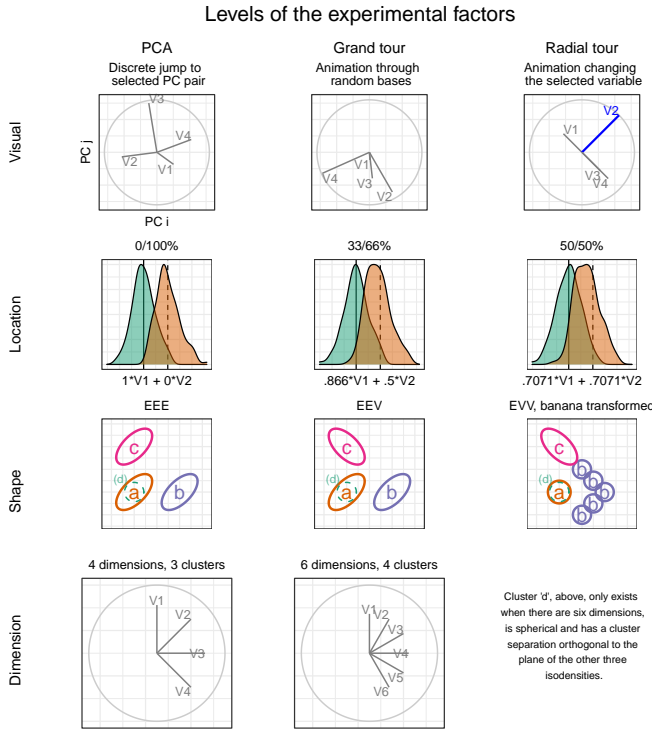 Levels of the experimental factors
PCA
Grand tour
Radial tour
Discrete jump to
selected PC pair
Animation through
random bases
Animation changing
the selected variable
Visual
PC j
V3
V4
V2
V1
PC i
V1
V4
V3
V2
V2
V1
V3
V4
0/100%
33/66%
50/50%
Location
1*V1 + 0*V2
.866*V1 + .5*V2
.7071*V1 + .7071*V2
EEE
EEV
EVV, banana transformed
Shape
c
(d)
a
b
c
(d)
a
b
c
(d)
a
b
b
b
b
b
4 dimensions, 3 clusters
6 dimensions, 4 clusters
Dimension
V1
V2
V3
V4
V1
V2
V3
V4
V5
V6
Cluster 'd', above, only exists
when there are six dimensions,
is spherical and has a cluster
separation orthogonal to the
plane of the other three
isodensities.